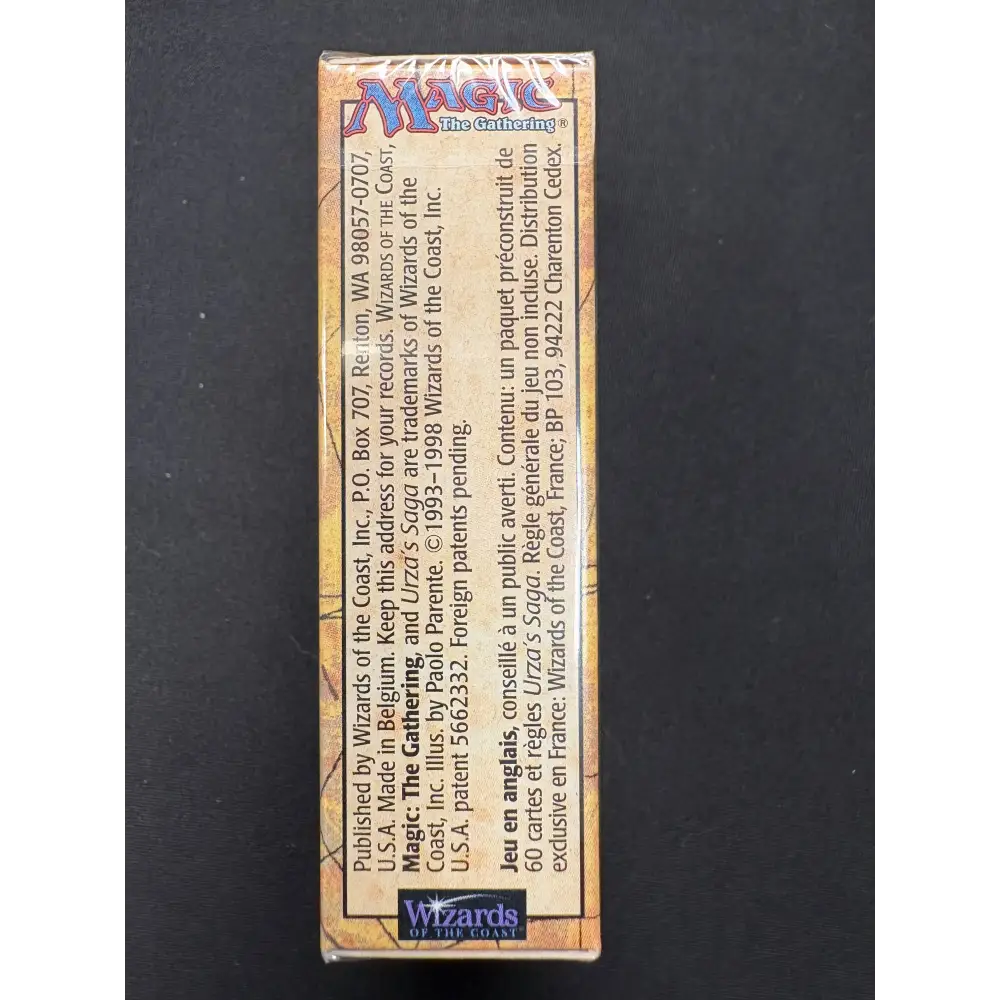 MAGIC
The Gathering®
Published by Wizards of the Coast, Inc., P.O. Box 707, Renton, WA 98057-0707,
U.S.A. Made in Belgium. Keep this address for your records. WIZARDS OF THE COAST,
Magic: The Gathering, and Urza's Saga are trademarks of Wizards of the
Coast, Inc. Illus. by Paolo Parente. ©1993–1998 Wizards of the Coast, Inc.
U.S.A. patent 5662332. Foreign patents pending.
Jeu en anglais, conseillé à un public averti. Contenu: un paquet préconstruit de
60 cartes et règles Urza's Saga. Règle générale du jeu non incluse. Distribution
exclusive en France: Wizards of the Coast, France; BP 103, 94222 Charenton Cedex.
Wizards
OF THE COAST®